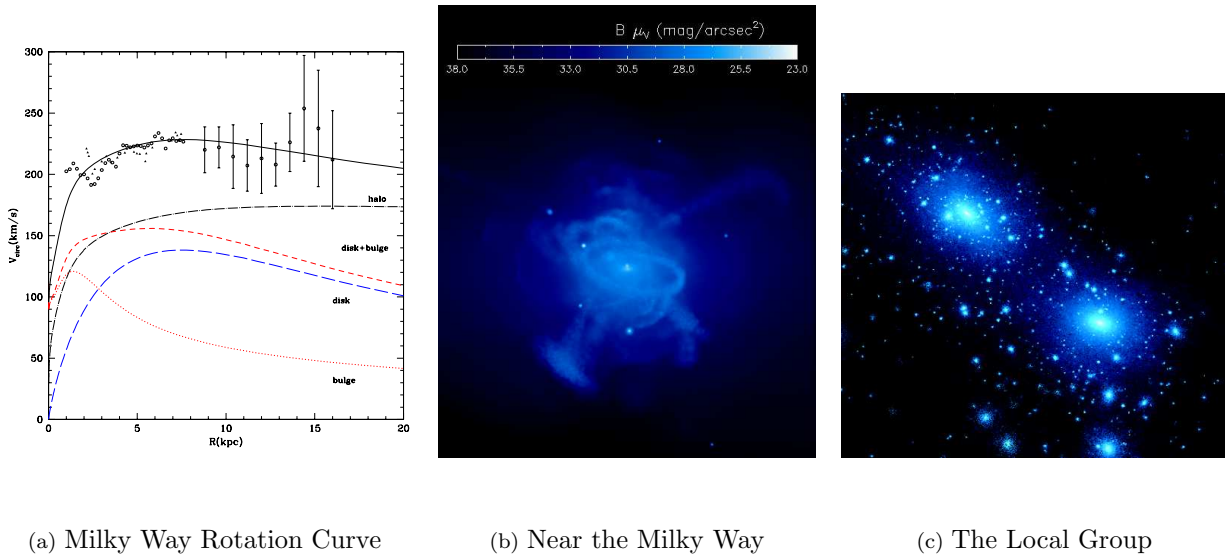 300
250
200
150
100
50
0
V_circ(km/s)
halo
disk+bulge
disk
bulge
0 5 10 15 20
R(kpc)
B μ_V (mag/arcsec²)
38.0 35.5 33.0 30.5 28.0 25.5 23.0
(a) Milky Way Rotation Curve
(b) Near the Milky Way
(c) The Local Group